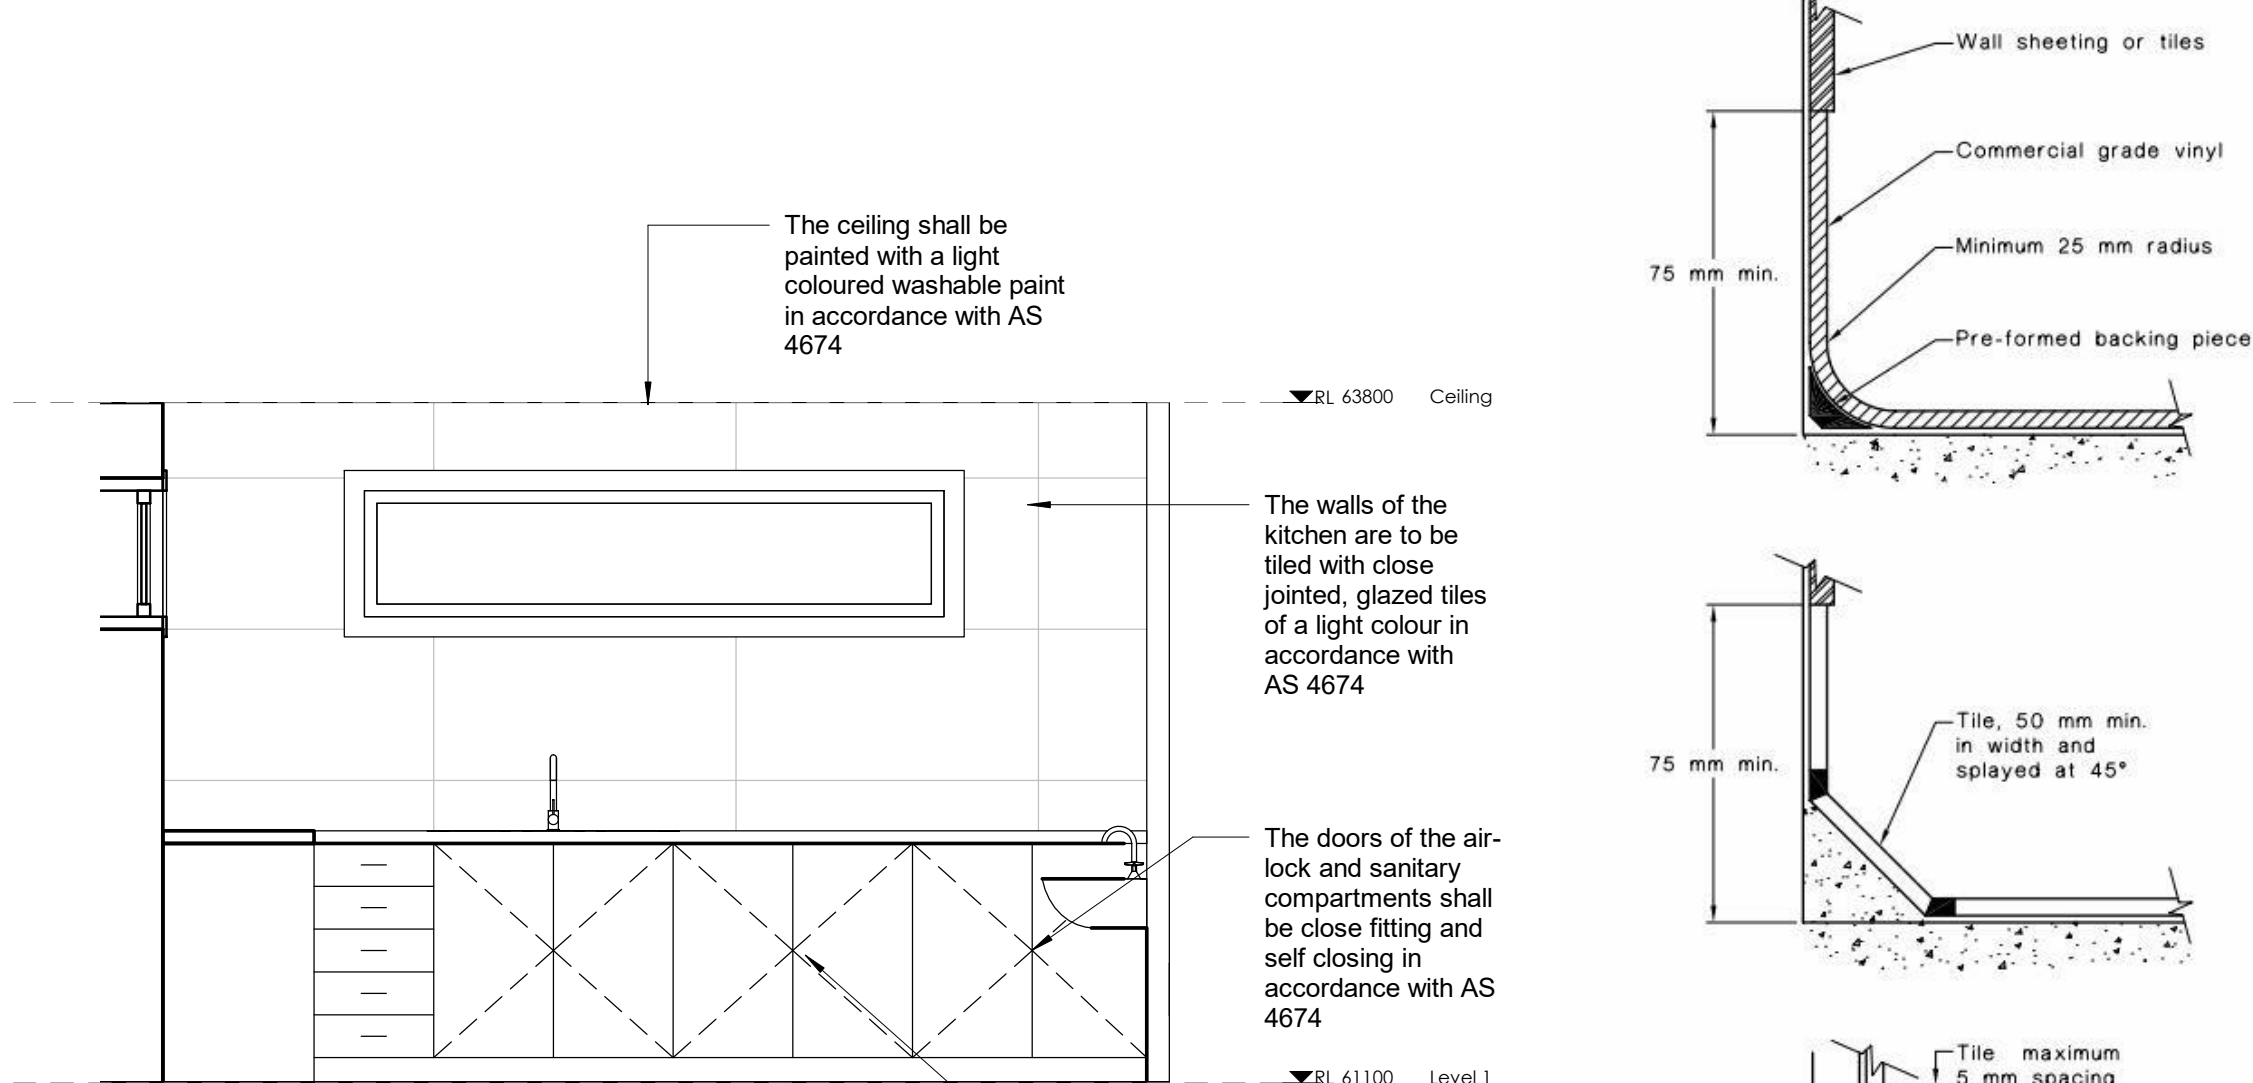 The ceiling shall be
painted with a light
coloured washable paint
in accordance with AS
4674
RL 63800 Ceiling
The walls of the
kitchen are to be
tiled with close
jointed, glazed tiles
of a light colour in
accordance with
AS 4674
The doors of the air-
lock and sanitary
compartments shall
be close fitting and
self closing in
accordance with AS
4674
RL 61100 Level 1
Wall sheeting or tiles
Commercial grade vinyl
Minimum 25 mm radius
75 mm min.
Pre-formed backing piece
Tile, 50 mm min.
in width and
splayed at 45°
75 mm min.
Tile maximum
5 mm spacing